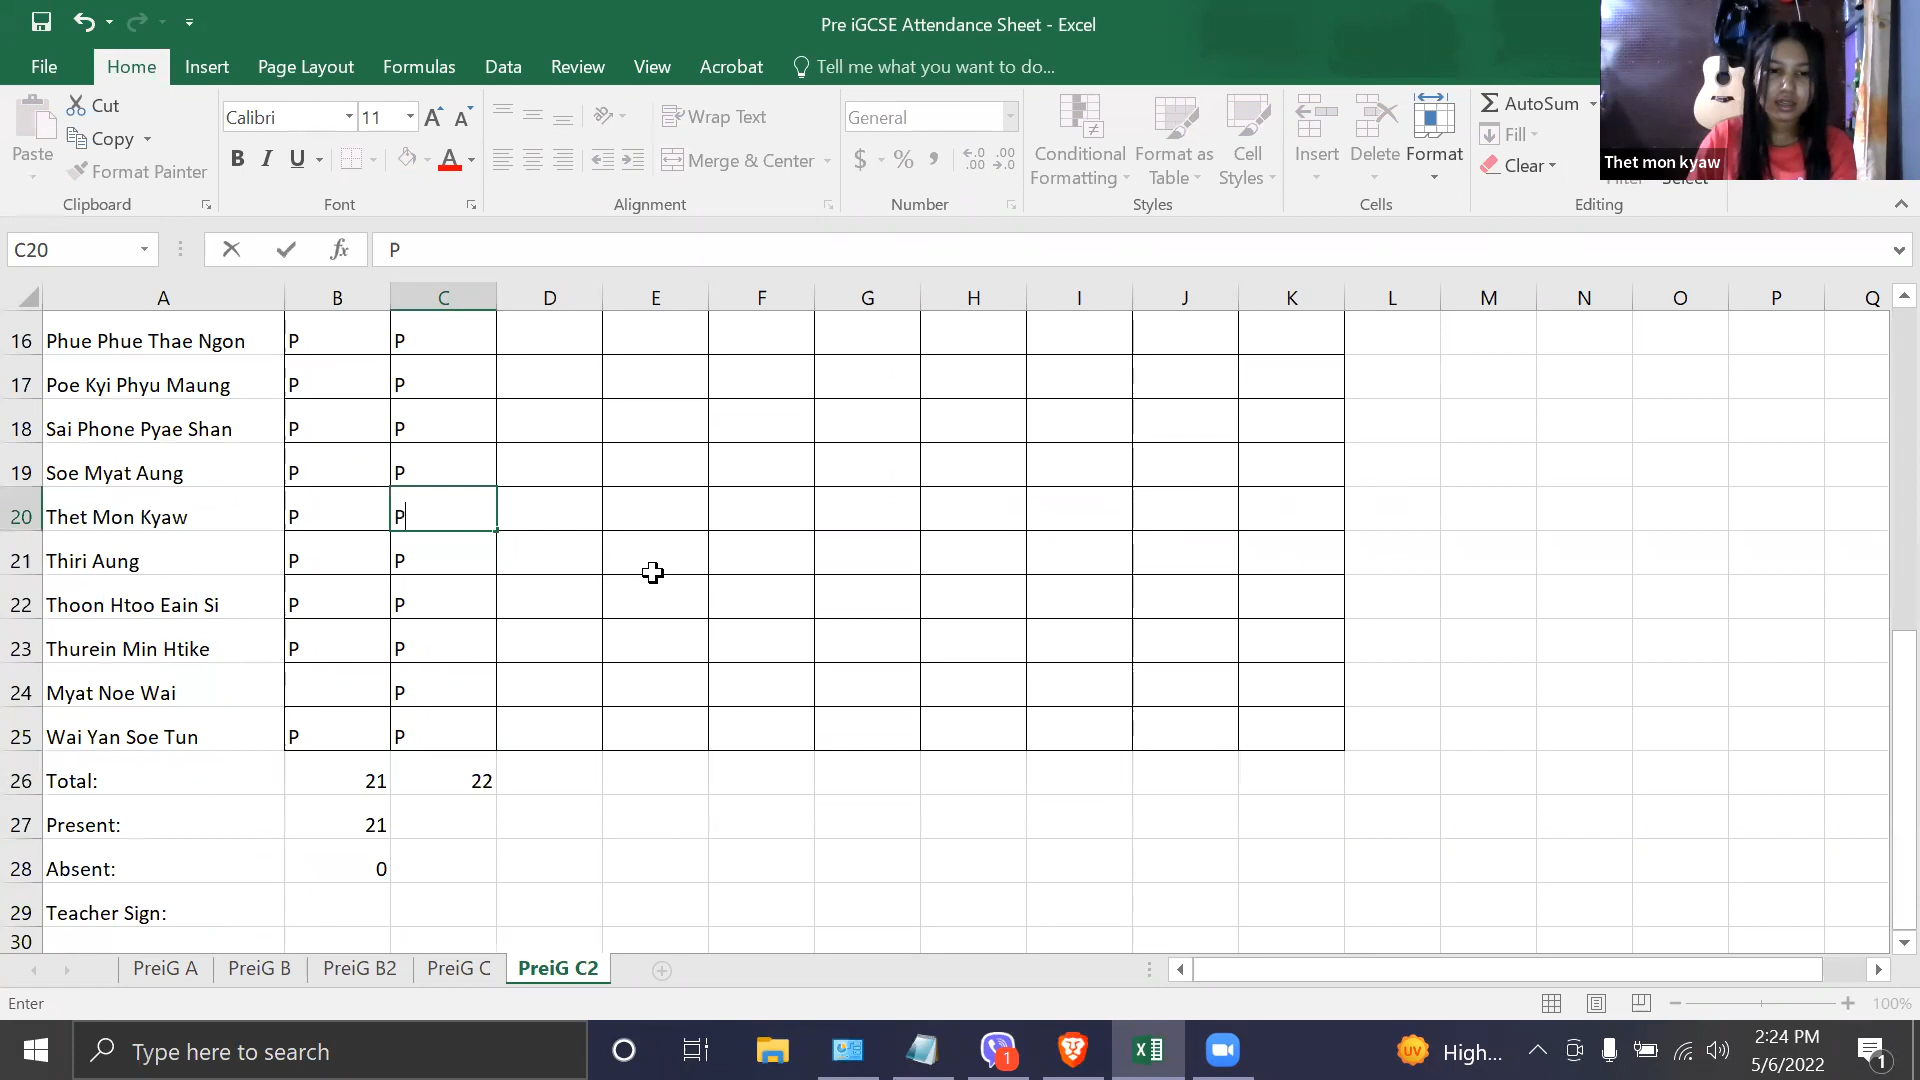 Pre iGCSE Attendance Sheet - Excel
File Home Insert Page Layout Formulas Data Review View Acrobat Tell me what you want to do...
Paste
Cut
Copy
Format Painter
Clipboard
Calibri 11
B I U A
Font
Wrap Text
Merge & Center
Alignment
General
$ % ,
Number
Conditional Formatting
Format as Table
Cell Styles
Styles
Insert Delete Format
Cells
AutoSum
Fill
Clear
Editing
Thet mon kyaw
C20 fx P
A B C D E F G H I J K L M N O P Q
16 Phue Phue Thae Ngon P P
17 Poe Kyi Phyu Maung P P
18 Sai Phone Pyae Shan P P
19 Soe Myat Aung P P
20 Thet Mon Kyaw P P
21 Thiri Aung P P
22 Thoon Htoo Eain Si P P
23 Thurein Min Htike P P
24 Myat Noe Wai P
25 Wai Yan Soe Tun P P
26 Total: 21 22
27 Present: 21
28 Absent: 0
29 Teacher Sign:
30
PreiG A PreiG B PreiG B2 PreiG C PreiG C2
Enter 100%
Type here to search
1
UV High...
2:24 PM
5/6/2022
1